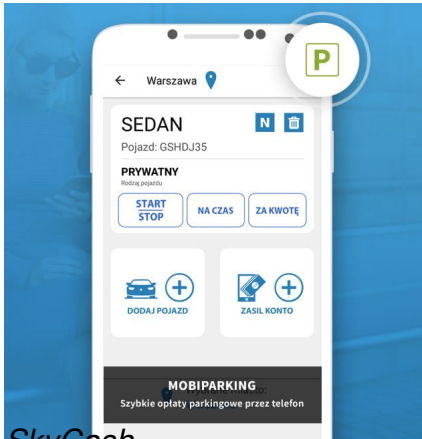 P
← Warszawa
SEDAN
N
Pojazd: GSHDJ35
PRYWATNY
Rodzaj pojazdu
START
STOP
NA CZAS
ZA KWOTĘ
DODAJ POJAZD
ZASIL KONTO
MOBIPARKING
Szybkie opłaty parkingowe przez telefon